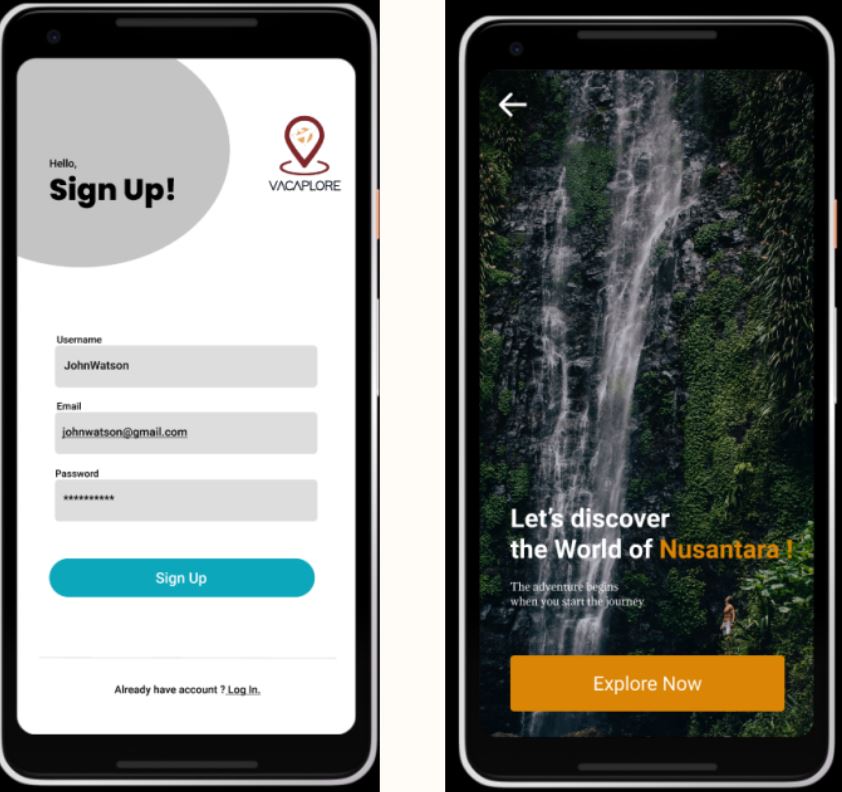 Hello,
Sign Up!
VACAPLORE
Username
JohnWatson
Email
johnwatson@gmail.com
Password
**********
Sign Up
Already have account ? Log In.
Let's discover
the World of Nusantara !
The adventure begins
when you start the journey
Explore Now